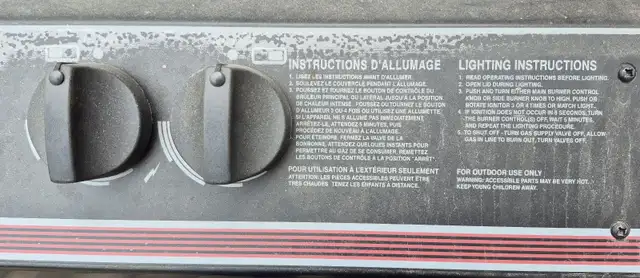 INSTRUCTIONS D'ALLUMAGE
1. LISEZ LES INSTRUCTIONS AVANT D'ALLUMER.
2. SOULEVEZ LE COUVERCLE PENDANT L'ALLUMAGE.
3. POUSSEZ ET TOURNEZ LE BOUTON DE CONTRÔLE DU
BRÛLEUR PRINCIPAL OU LATÉRAL JUSQU'À LA POSITION
DE CHALEUR INTENSE. POUSSEZ OU TOURNEZ LE BOUTON
D'ALLUMEUR 3 OU 4 FOIS OU UTILISEZ UNE ALLUMETTE.
SI L'APPAREIL NE S'ALLUME PAS IMMÉDIATEMENT,
ARRÊTEZ-LE, ATTENDEZ 5 MINUTES, PUIS
PROCÉDEZ DE NOUVEAU À L'ALLUMAGE.
POUR ÉTEINDRE, FERMEZ LA VALVE DE LA
BONBONNE, ATTENDEZ QUELQUES INSTANTS POUR
PERMETTRE AU GAZ DE SE CONSUMER, REMETTEZ
LES BOUTONS DE CONTRÔLE À LA POSITION "ARRÊT".
POUR UTILISATION À L'EXTÉRIEUR SEULEMENT
ATTENTION: LES PIÈCES ACCESSIBLES PEUVENT ÊTRE
TRÈS CHAUDES. TENEZ LES ENFANTS À DISTANCE.
LIGHTING INSTRUCTIONS
1. READ OPERATING INSTRUCTIONS BEFORE LIGHTING.
2. OPEN LID DURING LIGHTING.
3. PUSH AND TURN EITHER MAIN BURNER CONTROL
KNOB OR SIDE BURNER KNOB TO HIGH. PUSH OR
ROTATE IGNITOR 3 OR 4 TIMES OR MATCH LIGHT.
4. IF IGNITION DOES NOT OCCUR IN 5 SECONDS, TURN
THE BURNER CONTROL(S) OFF, WAIT 5 MINUTES,
AND REPEAT THE LIGHTING PROCEDURE.
5. TO SHUT OFF - TURN GAS SUPPLY VALVE OFF, ALLOW
GAS IN LINE TO BURN OUT, TURN VALVES OFF.
FOR OUTDOOR USE ONLY
WARNING: ACCESSIBLE PARTS MAY BE VERY HOT.
KEEP YOUNG CHILDREN AWAY.